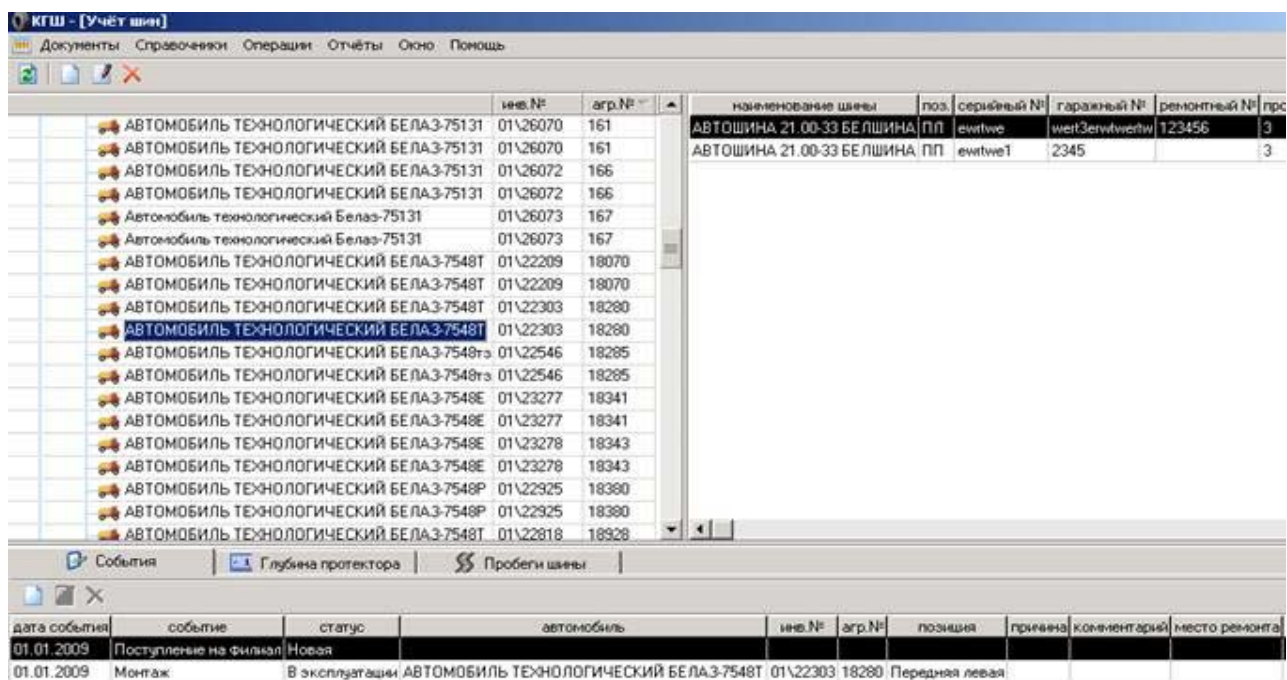 КГШ - [Учёт шин]
Документы Справочники Операции Отчёты Окно Помощь
инв.№ агр.№
АВТОМОБИЛЬ ТЕХНОЛОГИЧЕСКИЙ БЕЛАЗ-75131 01\26070 161
АВТОМОБИЛЬ ТЕХНОЛОГИЧЕСКИЙ БЕЛАЗ-75131 01\26070 161
АВТОМОБИЛЬ ТЕХНОЛОГИЧЕСКИЙ БЕЛАЗ-75131 01\26072 166
АВТОМОБИЛЬ ТЕХНОЛОГИЧЕСКИЙ БЕЛАЗ-75131 01\26072 166
Автомобиль технологический Белаз-75131 01\26073 167
Автомобиль технологический Белаз-75131 01\26073 167
АВТОМОБИЛЬ ТЕХНОЛОГИЧЕСКИЙ БЕЛАЗ-7548Т 01\22209 18070
АВТОМОБИЛЬ ТЕХНОЛОГИЧЕСКИЙ БЕЛАЗ-7548Т 01\22209 18070
АВТОМОБИЛЬ ТЕХНОЛОГИЧЕСКИЙ БЕЛАЗ-7548Т 01\22303 18280
АВТОМОБИЛЬ ТЕХНОЛОГИЧЕСКИЙ БЕЛАЗ-7548Т 01\22303 18280
АВТОМОБИЛЬ ТЕХНОЛОГИЧЕСКИЙ БЕЛАЗ-7548тэ 01\22546 18285
АВТОМОБИЛЬ ТЕХНОЛОГИЧЕСКИЙ БЕЛАЗ-7548тэ 01\22546 18285
АВТОМОБИЛЬ ТЕХНОЛОГИЧЕСКИЙ БЕЛАЗ-7548Е 01\23277 18341
АВТОМОБИЛЬ ТЕХНОЛОГИЧЕСКИЙ БЕЛАЗ-7548Е 01\23277 18341
АВТОМОБИЛЬ ТЕХНОЛОГИЧЕСКИЙ БЕЛАЗ-7548Е 01\23278 18343
АВТОМОБИЛЬ ТЕХНОЛОГИЧЕСКИЙ БЕЛАЗ-7548Е 01\23278 18343
АВТОМОБИЛЬ ТЕХНОЛОГИЧЕСКИЙ БЕЛАЗ-7548Р 01\22925 18380
АВТОМОБИЛЬ ТЕХНОЛОГИЧЕСКИЙ БЕЛАЗ-7548Р 01\22925 18380
АВТОМОБИЛЬ ТЕХНОЛОГИЧЕСКИЙ БЕЛАЗ-7548Т 01\22818 18928
наименование шины поз. серийный № гаражный № ремонтный № про
АВТОШИНА 21.00-33 БЕЛШИНА ПЛ ewrtwe 123456 3
АВТОШИНА 21.00-33 БЕЛШИНА ПП ewrtwe1 2345 3
События Глубина протектора Пробеги шины
дата события событие статус автомобиль инв.№ агр.№ позиция причина комментарий место ремонта
01.01.2009 Поступление на филиал Новая
01.01.2009 Монтаж В эксплуатации АВТОМОБИЛЬ ТЕХНОЛОГИЧЕСКИЙ БЕЛАЗ-7548Т 01\22303 18280 Передняя левая